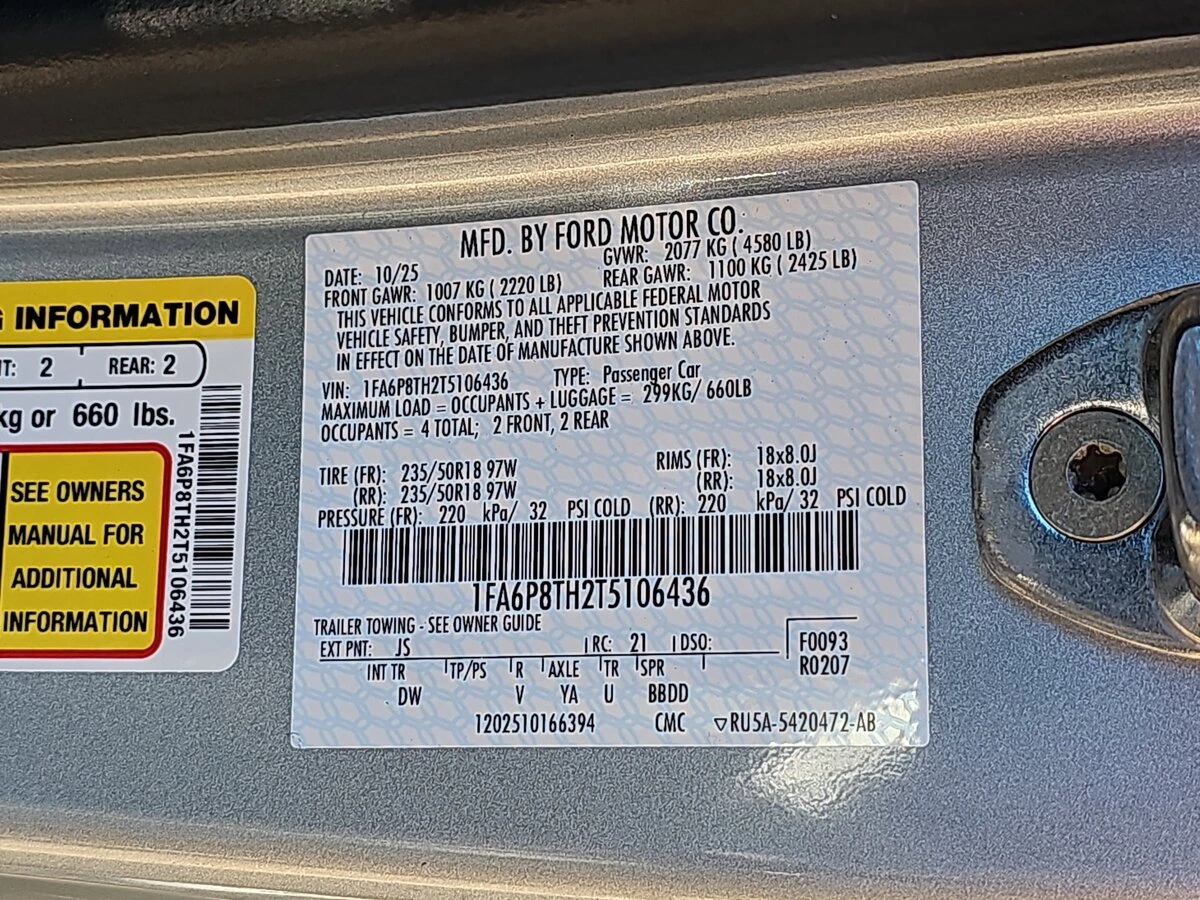 G INFORMATION
T: 2 REAR: 2
kg or 660 lbs.
SEE OWNERS
MANUAL FOR
ADDITIONAL
INFORMATION
1FA6P8TH2T5106436
MFD. BY FORD MOTOR CO.
DATE: 10/25 GVWR: 2077 KG ( 4580 LB)
FRONT GAWR: 1007 KG ( 2220 LB) REAR GAWR: 1100 KG ( 2425 LB)
THIS VEHICLE CONFORMS TO ALL APPLICABLE FEDERAL MOTOR
VEHICLE SAFETY, BUMPER, AND THEFT PREVENTION STANDARDS
IN EFFECT ON THE DATE OF MANUFACTURE SHOWN ABOVE.
VIN: 1FA6P8TH2T5106436 TYPE: Passenger Car
MAXIMUM LOAD = OCCUPANTS + LUGGAGE = 299KG/ 660LB
OCCUPANTS = 4 TOTAL; 2 FRONT, 2 REAR
TIRE (FR): 235/50R18 97W RIMS (FR): 18x8.0J
(RR): 235/50R18 97W (RR): 18x8.0J
PRESSURE (FR): 220 kPa/ 32 PSI COLD (RR): 220 kPa/ 32 PSI COLD
1FA6P8TH2T5106436
TRAILER TOWING - SEE OWNER GUIDE
EXT PNT: JS RC: 21 DSO: F0093
INT TR TP/PS R AXLE TR SPR R0207
DW V YA U BBDD
1202510166394 CMC ▽RU5A-5420472-AB